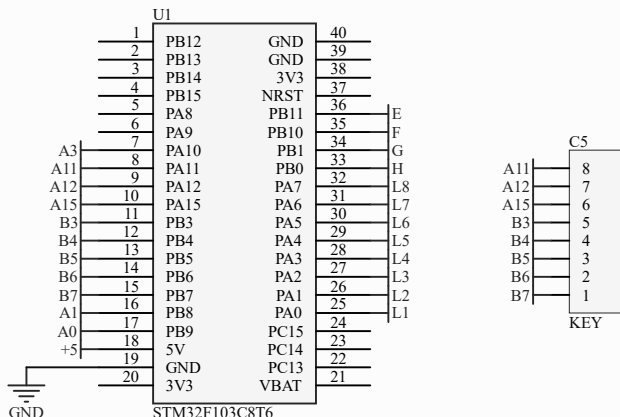 U1
1 PB12 GND 40
2 PB13 GND 39
3 PB14 3V3 38
4 PB15 NRST 37
5 PA8 PB11 36 E
6 PA9 PB10 35 F
A3 7 PA10 PB1 34 G
A11 8 PA11 PB0 33 H
A12 9 PA12 PA7 32 L8
A15 10 PA15 PA6 31 L7
B3 11 PB3 PA5 30 L6
B4 12 PB4 PA4 29 L5
B5 13 PB5 PA3 28 L4
B6 14 PB6 PA2 27 L3
B7 15 PB7 PA1 26 L2
A1 16 PB8 PA0 25 L1
A0 17 PB9 PC15 24
+5 18 5V PC14 23
19 GND PC13 22
20 3V3 VBAT 21
GND
STM32F103C8T6
C5
A11 8
A12 7
A15 6
B3 5
B4 4
B5 3
B6 2
B7 1
KEY